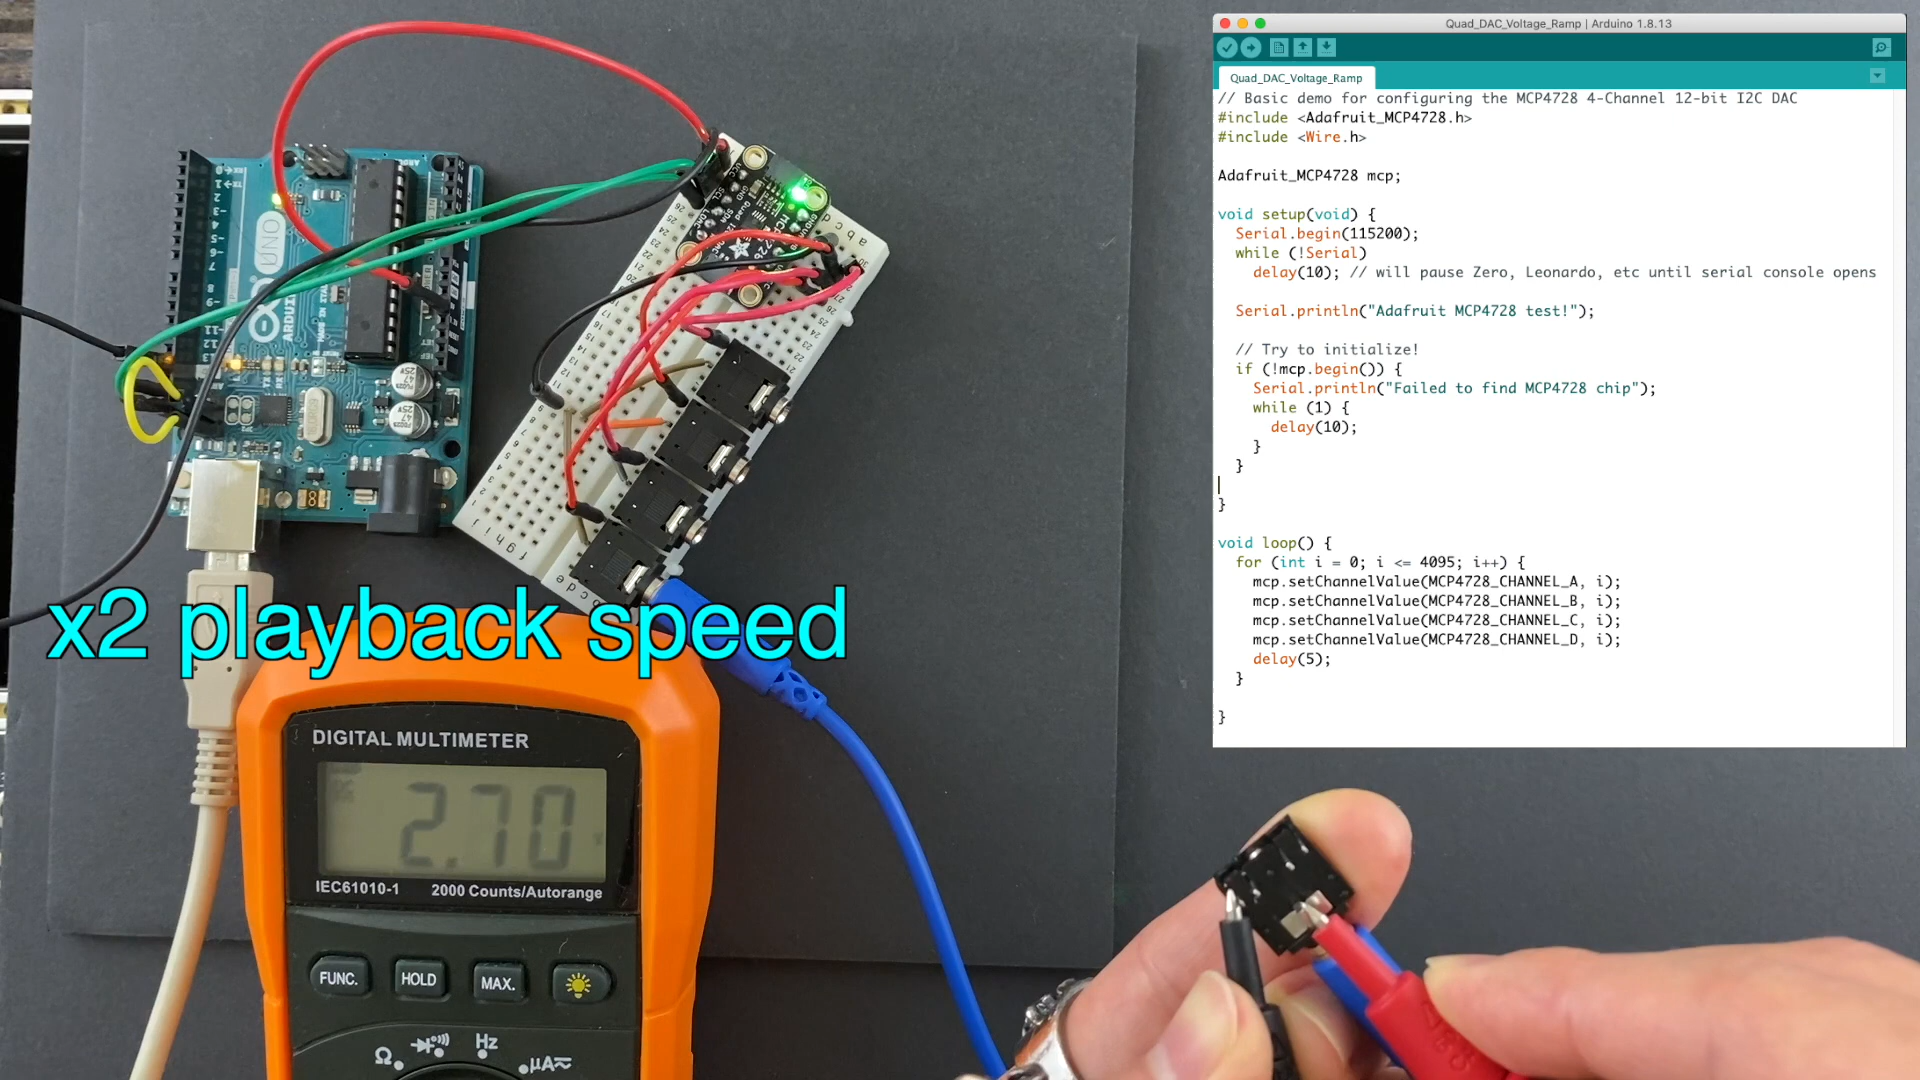 Quad_DAC_Voltage_Ramp | Arduino 1.8.13
Quad_DAC_Voltage_Ramp
// Basic demo for configuring the MCP4728 4-Channel 12-bit I2C DAC
#include <Adafruit_MCP4728.h>
#include <Wire.h>
Adafruit_MCP4728 mcp;
void setup(void) {
Serial.begin(115200);
while (!Serial)
delay(10); // will pause Zero, Leonardo, etc until serial console opens
Serial.println("Adafruit MCP4728 test!");
// Try to initialize!
if (!mcp.begin()) {
Serial.println("Failed to find MCP4728 chip");
while (1) {
delay(10);
}
}
}
void loop() {
for (int i = 0; i <= 4095; i++) {
mcp.setChannelValue(MCP4728_CHANNEL_A, i);
mcp.setChannelValue(MCP4728_CHANNEL_B, i);
mcp.setChannelValue(MCP4728_CHANNEL_C, i);
mcp.setChannelValue(MCP4728_CHANNEL_D, i);
delay(5);
}
}
UNO
ARDUINO
x2 playback speed
DIGITAL MULTIMETER
2.70
IEC61010-1 2000 Counts/Autorange
FUNC. HOLD MAX.
Ω Hz μA